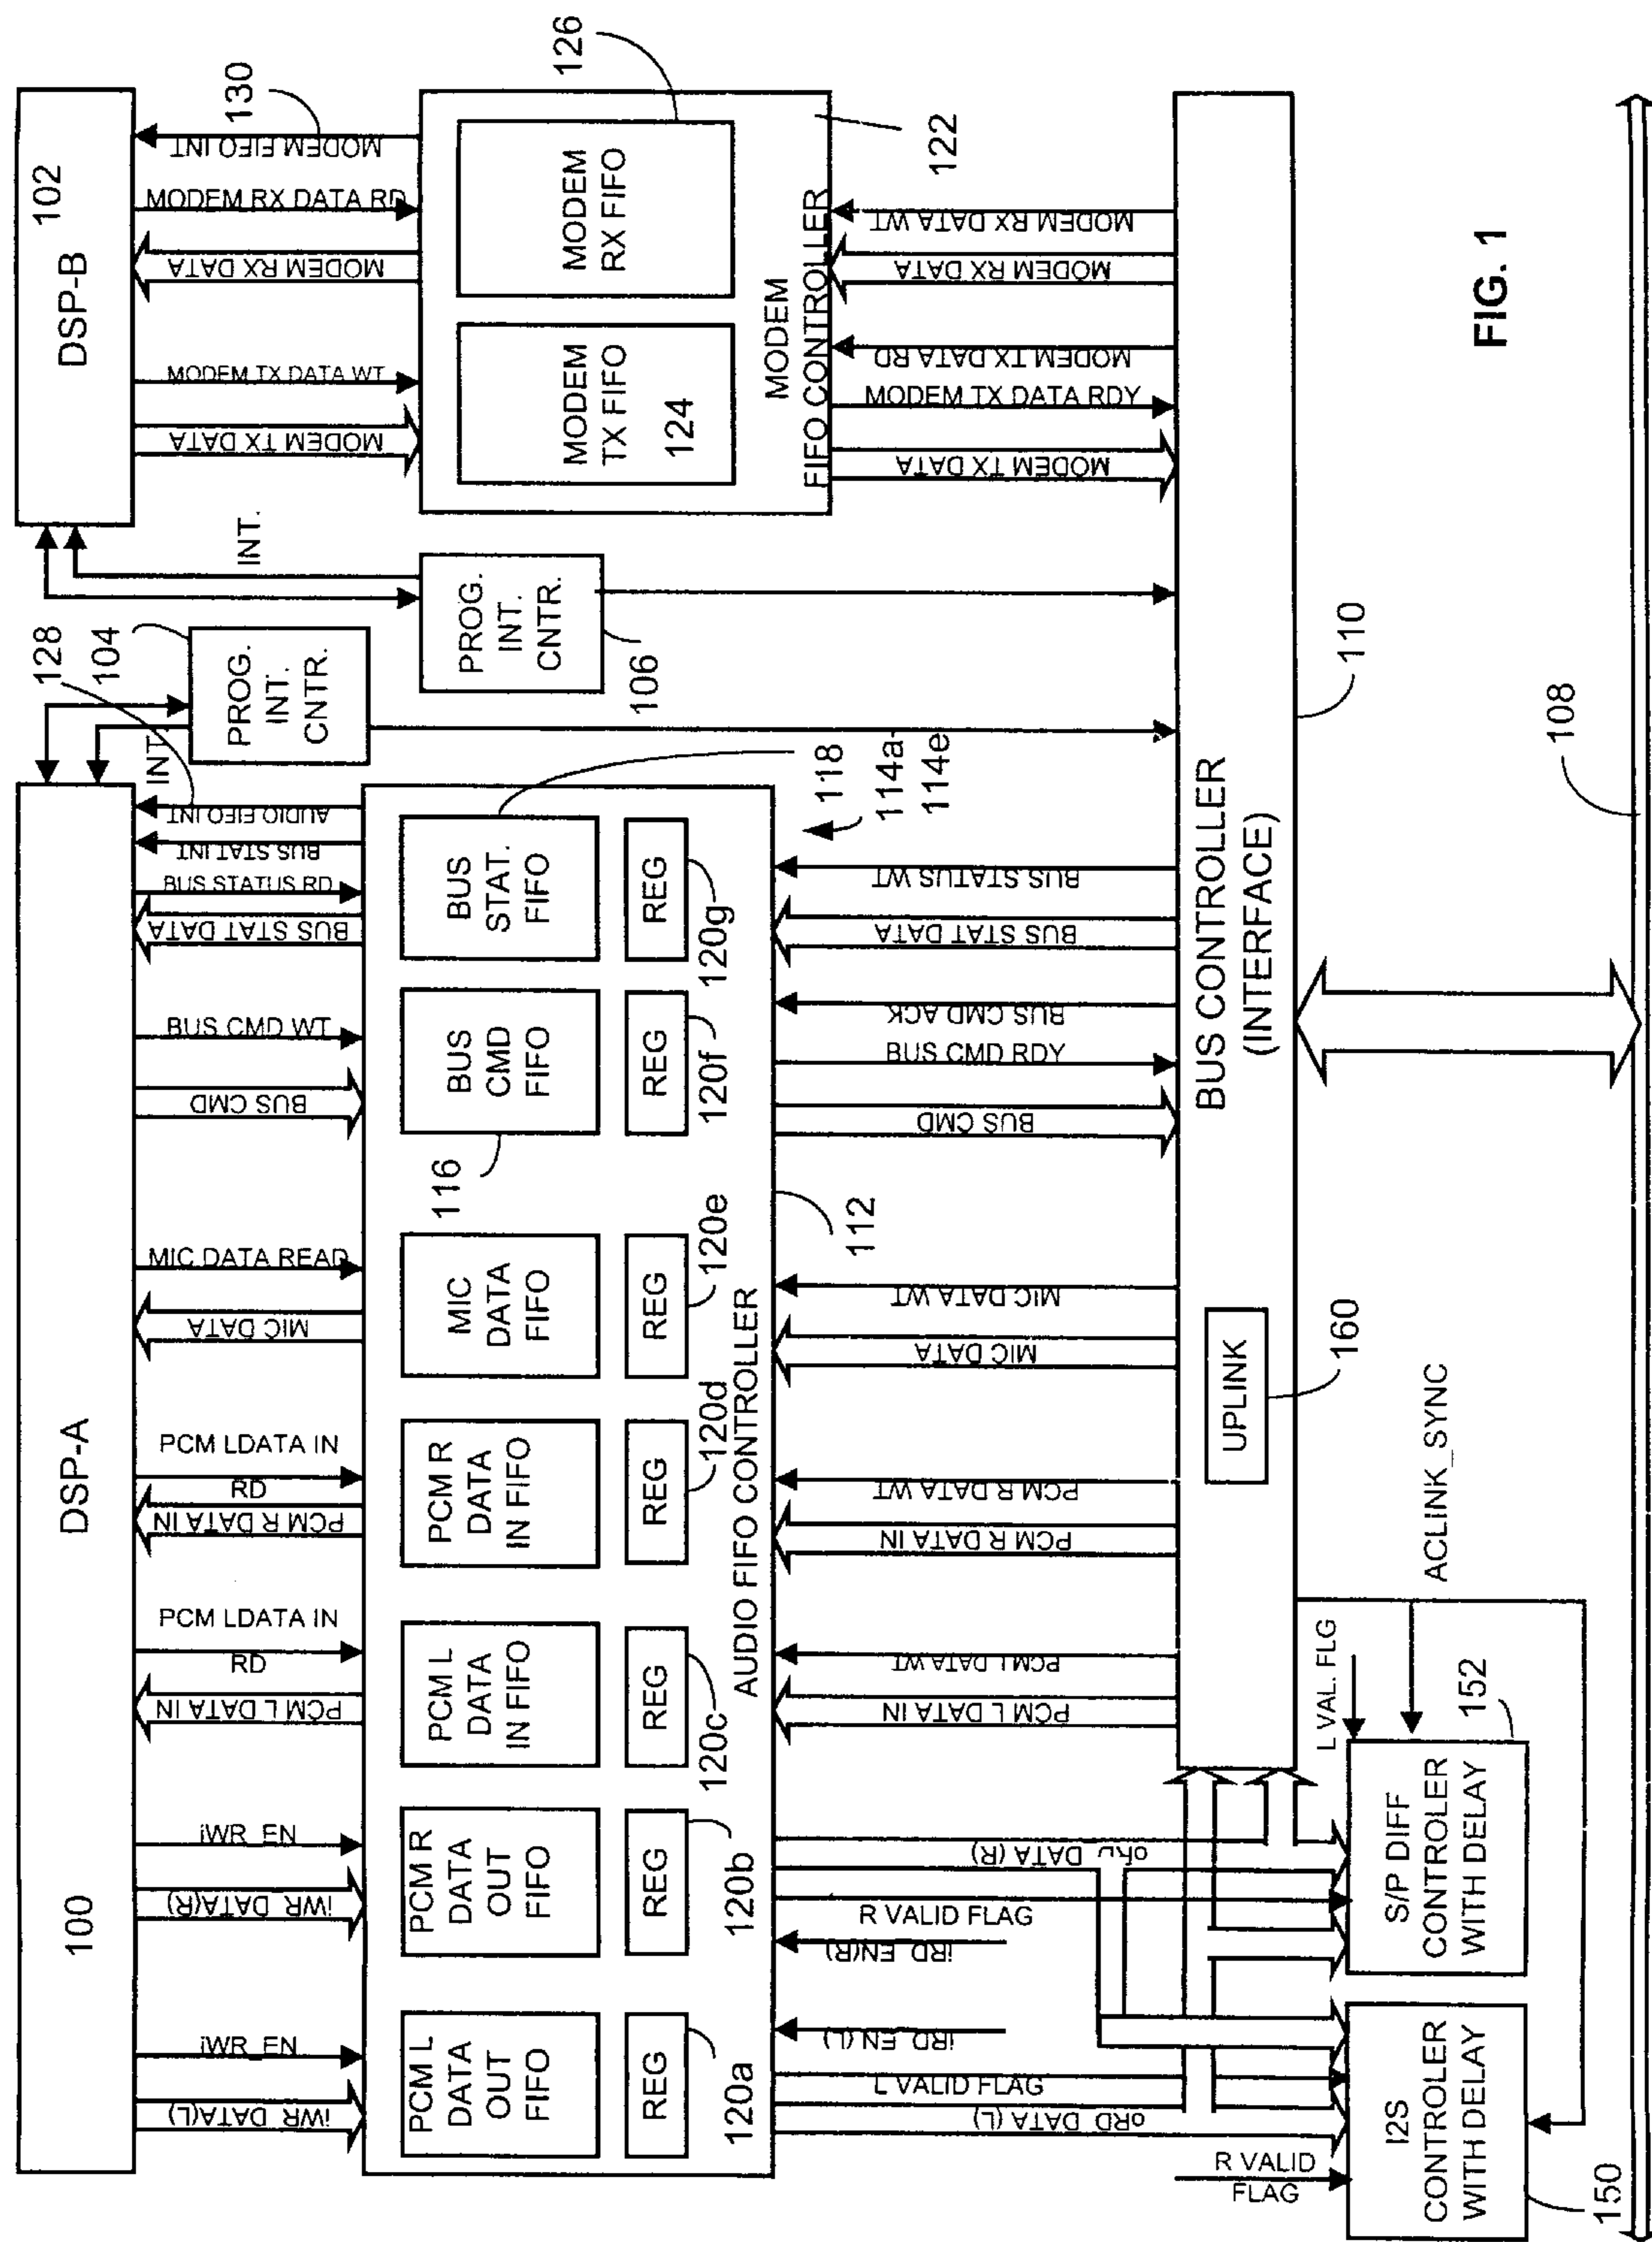 100
DSP-A
DSP-B
102
iWR_DATA(L)
iWR_EN
iWR_DATA(R)
iWR_EN
PCM L DATA IN
PCM LDATA IN
RD
PCM R DATA IN
PCM LDATA IN
RD
MIC DATA
MIC DATA READ
BUS CMD
BUS CMD WT
BUS STAT DATA
BUS STATUS RD
BUS STAT INT
AUDIO FIFO INT
INT
128
104
PROG.
INT.
CNTR.
INT.
PROG.
INT.
CNTR.
106
MODEM TX DATA
MODEM TX DATA WT
MODEM RX DATA
MODEM RX DATA RD
MODEM FIFO INT
130
PCM L
DATA
OUT
FIFO
PCM R
DATA
OUT
FIFO
PCM L
DATA
IN FIFO
PCM R
DATA
IN FIFO
MIC
DATA
FIFO
116
BUS
CMD
FIFO
BUS
STAT.
FIFO
REG
REG
REG
REG
REG
REG
REG
120a
120b
120c
120d
120e
120f
120g
AUDIO FIFO CONTROLLER
112
118
114a-
114e
MODEM
TX FIFO
124
MODEM
RX FIFO
126
MODEM
FIFO CONTROLLER
122
oRD_DATA (L)
L VALID FLAG
iRD_EN (L)
iRD_EN(R)
R VALID FLAG
DATA (R)
PCM L DATA IN
PCM L DATA WT
PCM R DATA IN
PCM R DATA WT
MIC DATA
MIC DATA WT
BUS CMD
BUS CMD RDY
BUS CMD ACK
BUS STAT DATA
BUS STATUS WT
MODEM TX DATA
MODEM TX DATA RDY
MODEM TX DATA RD
MODEM RX DATA
MODEM RX DATA WT
UPLINK
160
BUS CONTROLLER
(INTERFACE)
110
R VALID
FLAG
L VAL. FLG
ACLINK_SYNC
I2S
CONTROLLER
WITH DELAY
150
S/P DIFF
CONTROLER
WITH DELAY
152
108
FIG. 1